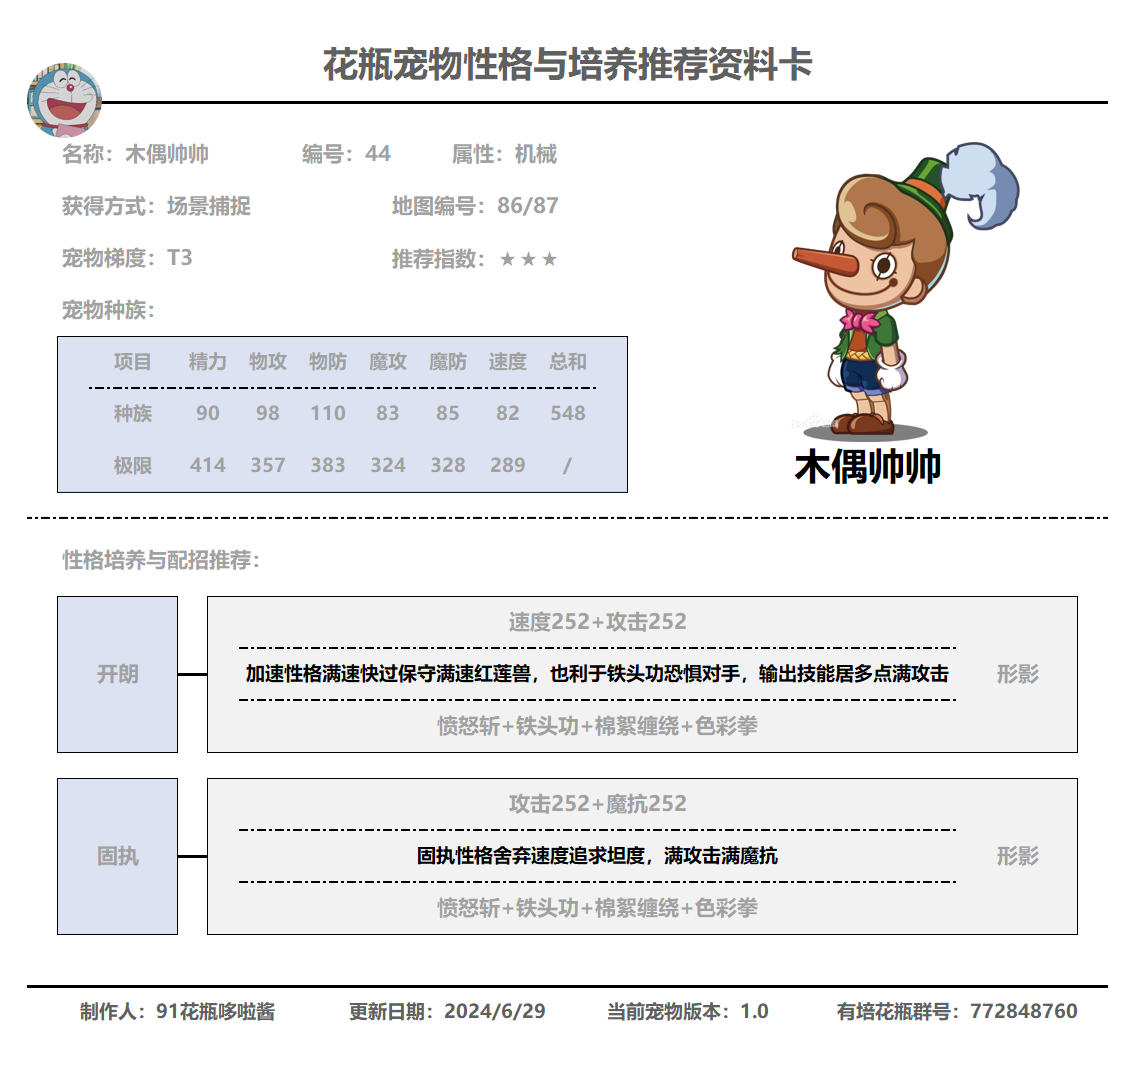 花瓶宠物性格与培养推荐资料卡
名称：木偶帅帅 编号：44 属性：机械
获得方式：场景捕捉 地图编号：86/87
宠物梯度：T3 推荐指数：★★★
宠物种族：
项目 精力 物攻 物防 魔攻 魔防 速度 总和
种族 90 98 110 83 85 82 548
极限 414 357 383 324 328 289 /
木偶帅帅
性格培养与配招推荐：
开朗
速度252+攻击252
加速性格满速快过保守满速红莲兽，也利于铁头功恐惧对手，输出技能居多点满攻击
愤怒斩+铁头功+棉絮缠绕+色彩拳
形影
固执
攻击252+魔抗252
固执性格舍弃速度追求坦度，满攻击满魔抗
愤怒斩+铁头功+棉絮缠绕+色彩拳
形影
制作人：91花瓶哆啦酱 更新日期：2024/6/29 当前宠物版本：1.0 有培花瓶群号：772848760